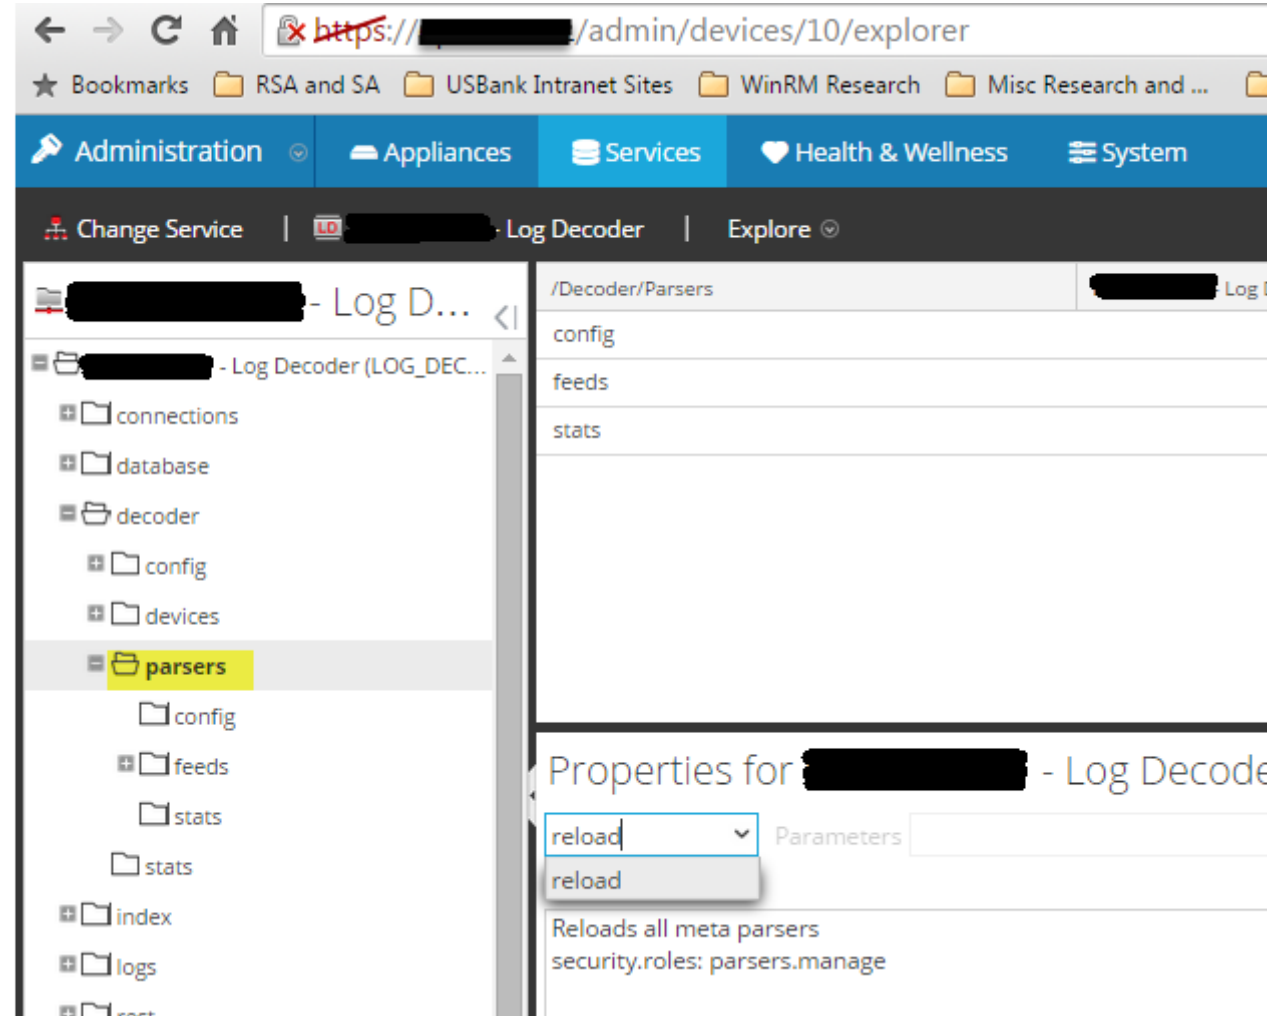 https:// /admin/devices/10/explorer
Bookmarks RSA and SA USBank Intranet Sites WinRM Research Misc Research and ...
Administration Appliances Services Health & Wellness System
Change Service | LD - Log Decoder | Explore
- Log D...
/Decoder/Parsers Log
config
feeds
stats
- Log Decoder (LOG_DEC...
connections
database
decoder
config
devices
parsers
config
feeds
stats
stats
index
logs
Properties for - Log Decode
reload Parameters
reload
Reloads all meta parsers
security.roles: parsers.manage